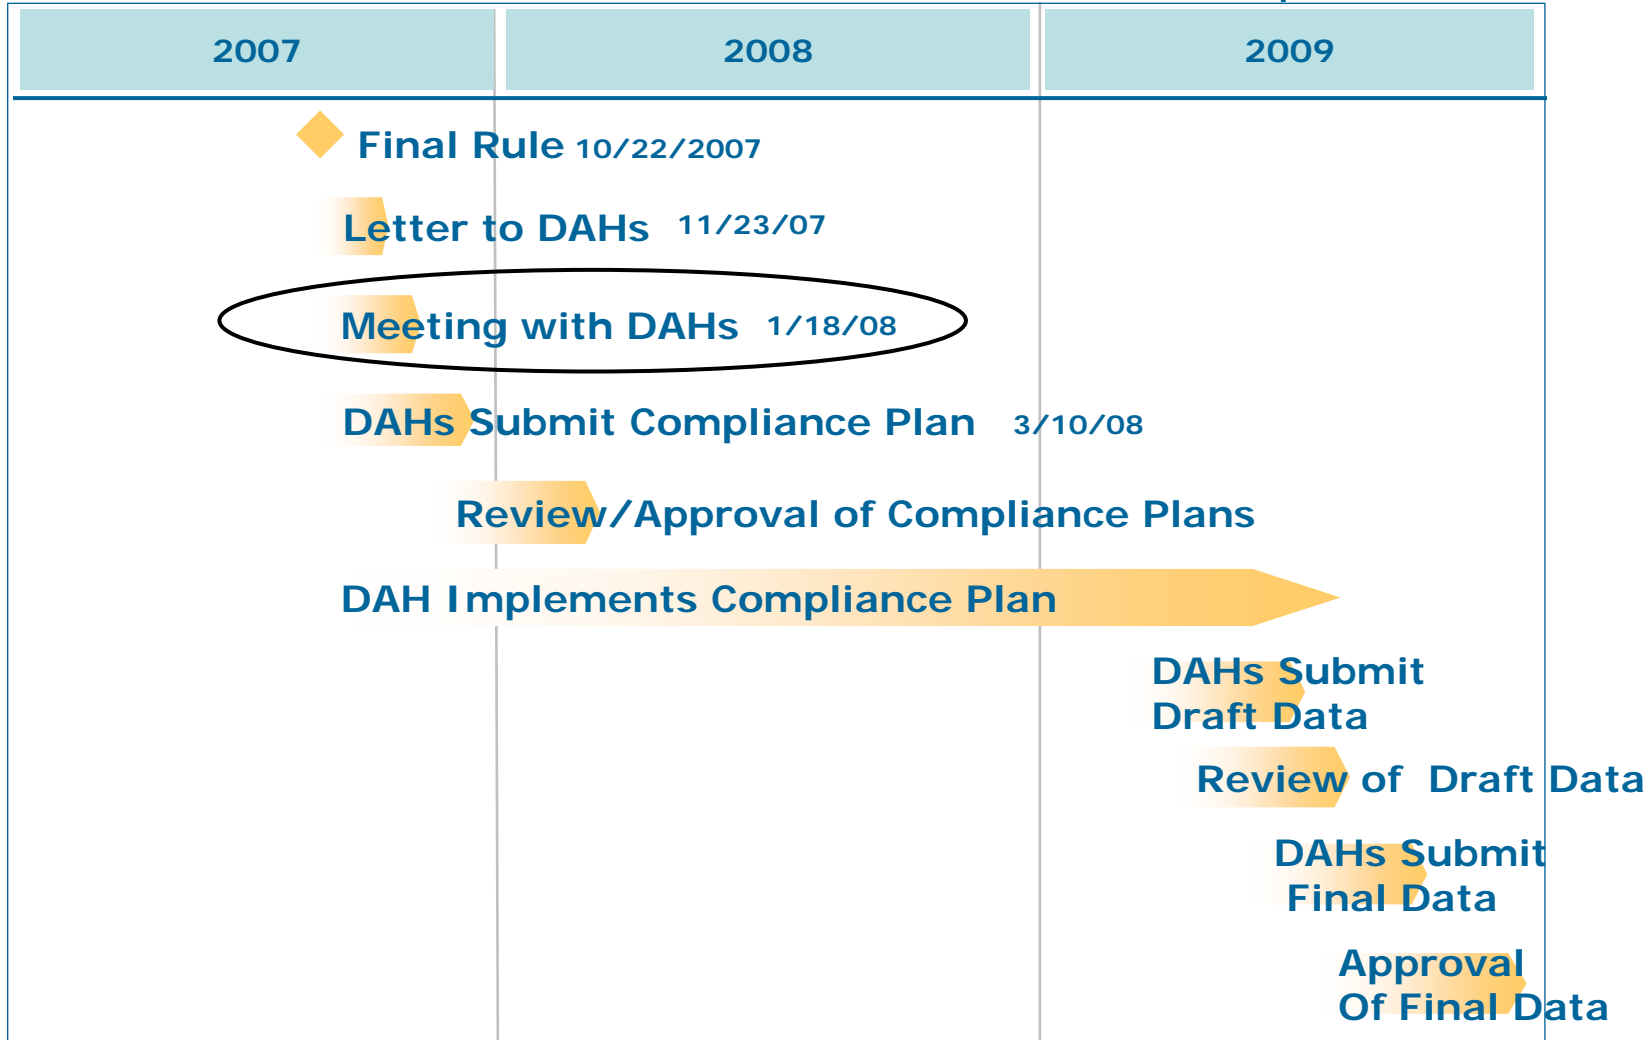 2007 2008 2009
Final Rule 10/22/2007
Letter to DAHs 11/23/07
Meeting with DAHs 1/18/08
DAHs Submit Compliance Plan 3/10/08
Review/Approval of Compliance Plans
DAH Implements Compliance Plan
DAHs Submit
Draft Data
Review of Draft Data
DAHs Submit
Final Data
Approval
Of Final Data